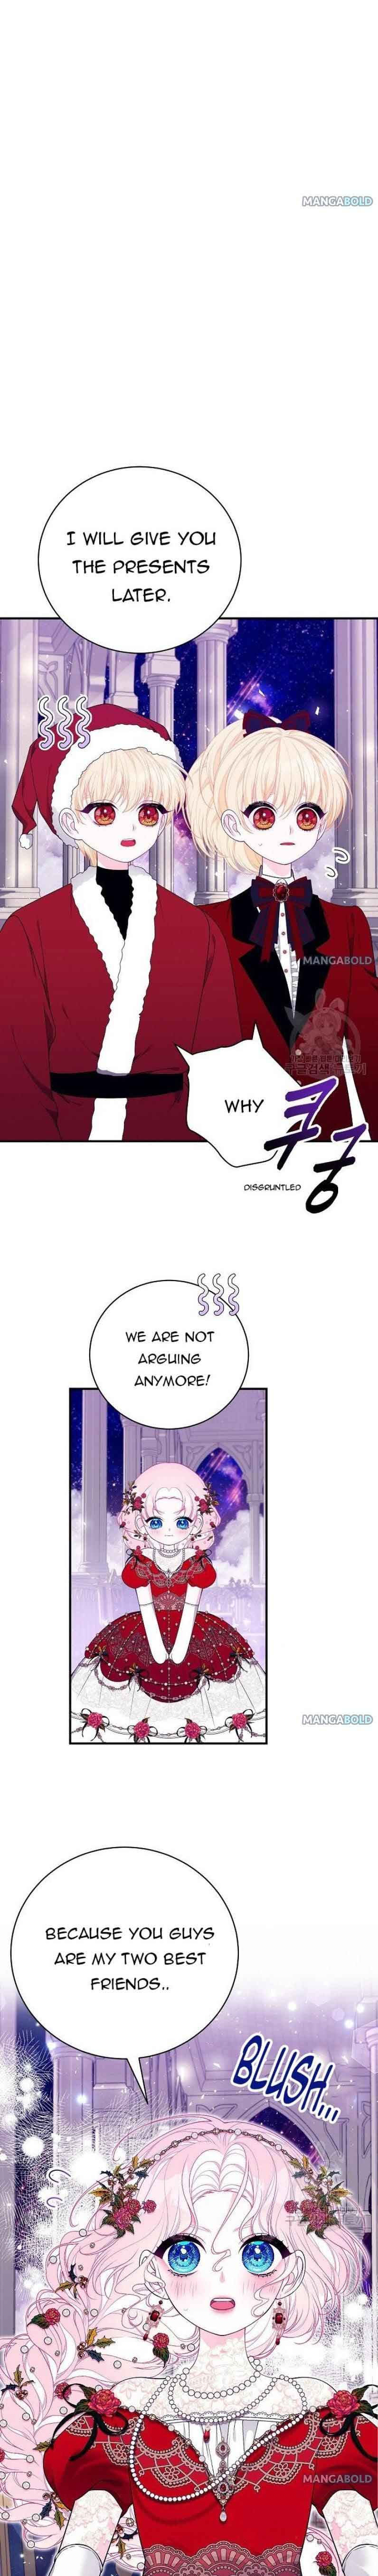 MANGABOLD
I WILL GIVE YOU
THE PRESENTS
LATER.
MANGABOLD
WHY
쿠궁
DISGRUNTLED
WE ARE NOT
ARGUING
ANYMORE!
MANGABOLD
BECAUSE YOU GUYS
ARE MY TWO BEST
FRIENDS..
BLUSH...
MANGABOLD